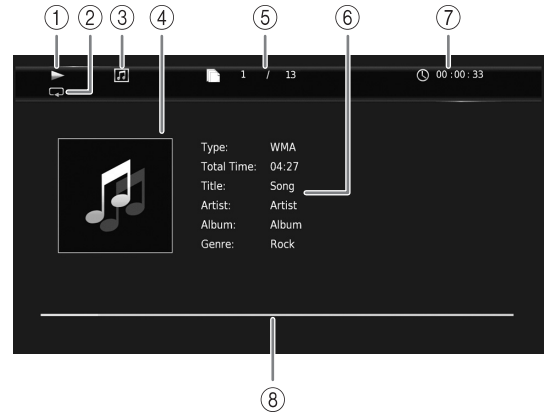 ① ② ③ ④ ⑤ ⑥ ⑦
1 / 13 00:00:33
Type: WMA
Total Time: 04:27
Title: Song
Artist: Artist
Album: Album
Genre: Rock
⑧